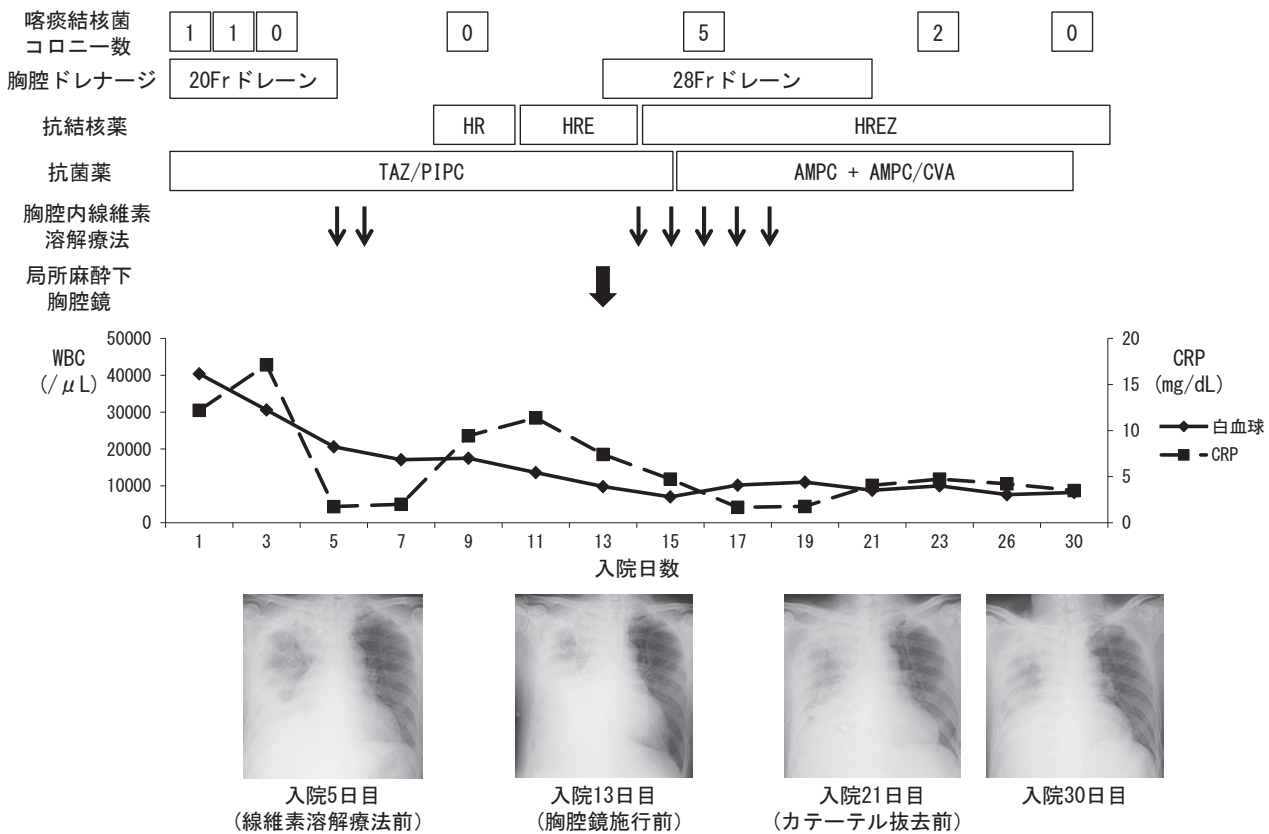 喀痰結核菌
コロニー数
1 1 0 0 5 2 0
胸腔ドレナージ
20Frドレーン 28Frドレーン
抗結核薬
HR HRE HREZ
抗菌薬
TAZ/PIPC AMPC + AMPC/CVA
胸腔内線維素
溶解療法
局所麻酔下
胸腔鏡
WBC
(/μL)
50000
40000
30000
20000
10000
0
CRP
(mg/dL)
20
15
10
5
0
白血球
CRP
1 3 5 7 9 11 13 15 17 19 21 23 26 30
入院日数
入院5日目
(線維素溶解療法前)
入院13日目
(胸腔鏡施行前)
入院21日目
(カテーテル抜去前)
入院30日目